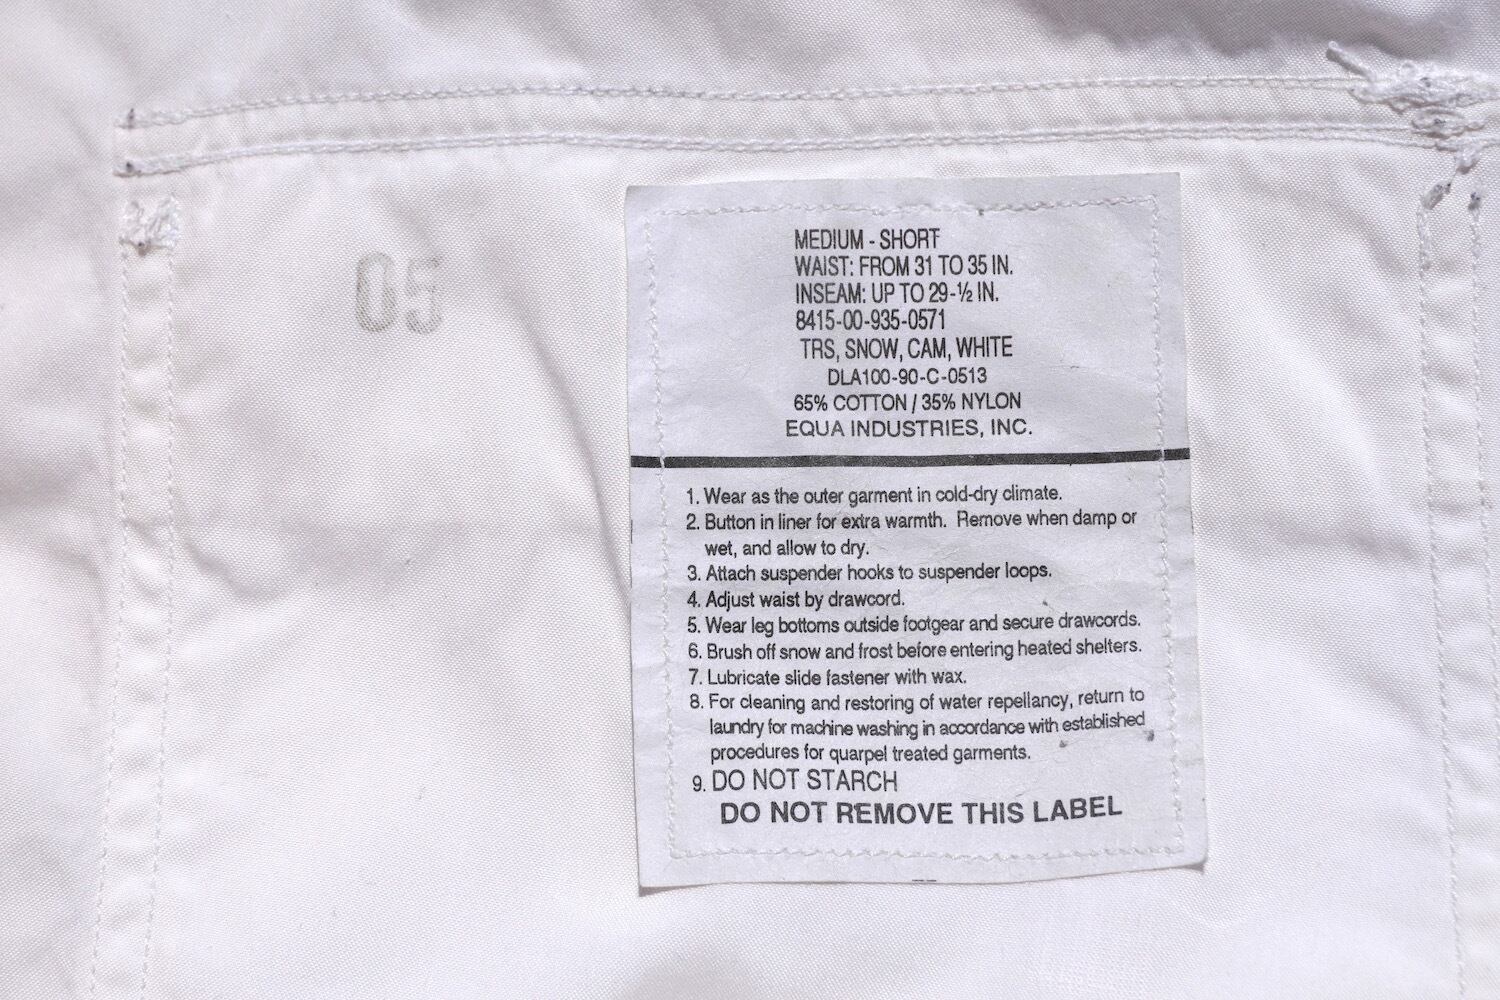 05
MEDIUM - SHORT
WAIST: FROM 31 TO 35 IN.
INSEAM: UP TO 29-½ IN.
8415-00-935-0571
TRS, SNOW, CAM, WHITE
DLA100-90-C-0513
65% COTTON / 35% NYLON
EQUA INDUSTRIES, INC.
1. Wear as the outer garment in cold-dry climate.
2. Button in liner for extra warmth. Remove when damp or
wet, and allow to dry.
3. Attach suspender hooks to suspender loops.
4. Adjust waist by drawcord.
5. Wear leg bottoms outside footgear and secure drawcords.
6. Brush off snow and frost before entering heated shelters.
7. Lubricate slide fastener with wax.
8. For cleaning and restoring of water repellancy, return to
laundry for machine washing in accordance with established
procedures for quarpel treated garments.
9. DO NOT STARCH
DO NOT REMOVE THIS LABEL